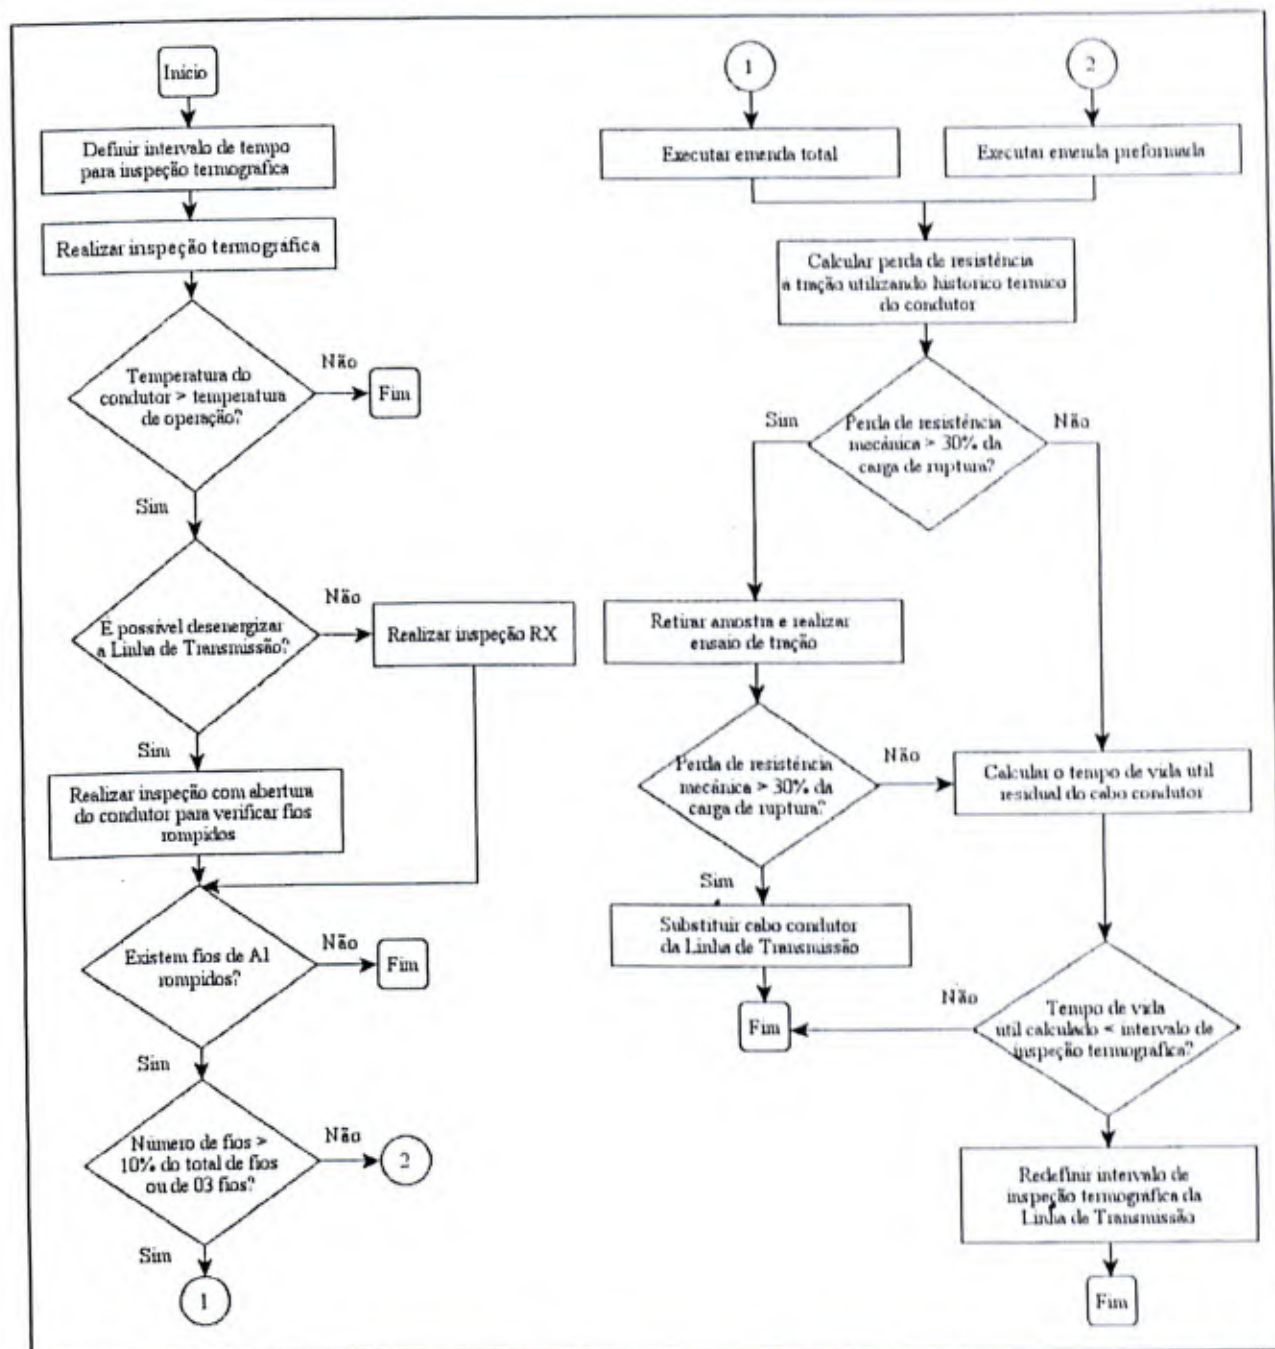 Início
Definir intervalo de tempo
para inspeção termográfica
Realizar inspeção termográfica
Temperatura do
condutor > temperatura
de operação?
Não
Fim
Sim
É possível desenergizar
a Linha de Transmissão?
Não
Realizar inspeção RX
Sim
Realizar inspeção com abertura
do condutor para verificar fios
rompidos
Existem fios de Al
rompidos?
Não
Fim
Sim
Número de fios >
10% do total de fios
ou de 03 fios?
Não
2
Sim
1
1
2
Executar emenda total
Executar emenda preformada
Calcular perda de resistência
a tração utilizando historico termico
do condutor
Sim
Perda de resistência
mecânica > 30% da
carga de ruptura?
Não
Retirar amostra e realizar
ensaio de tração
Perda de resistência
mecânica > 30% da
carga de ruptura?
Não
Calcular o tempo de vida util
residual do cabo condutor
Sim
Substituir cabo condutor
da Linha de Transmissão
Fim
Não
Tempo de vida
util calculado < intervalo de
inspeção termografica?
Redefinir intervalo de
inspeção termografica da
Linha de Transmissão
Fim